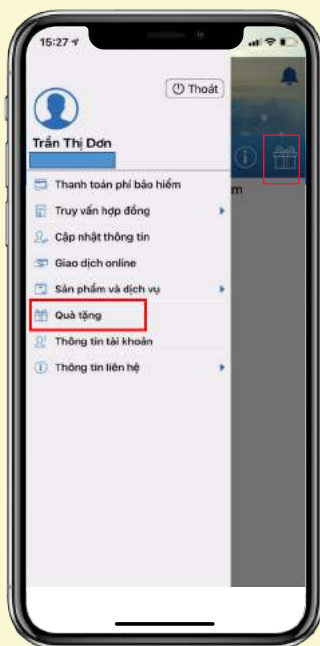 15:27
Thoát
Trần Thị Dơn
Thanh toán phí bảo hiểm
m
Truy vấn hợp đồng
Cập nhật thông tin
Giao dịch online
Sản phẩm và dịch vụ
Quà tặng
Thông tin tài khoản
Thông tin liên hệ